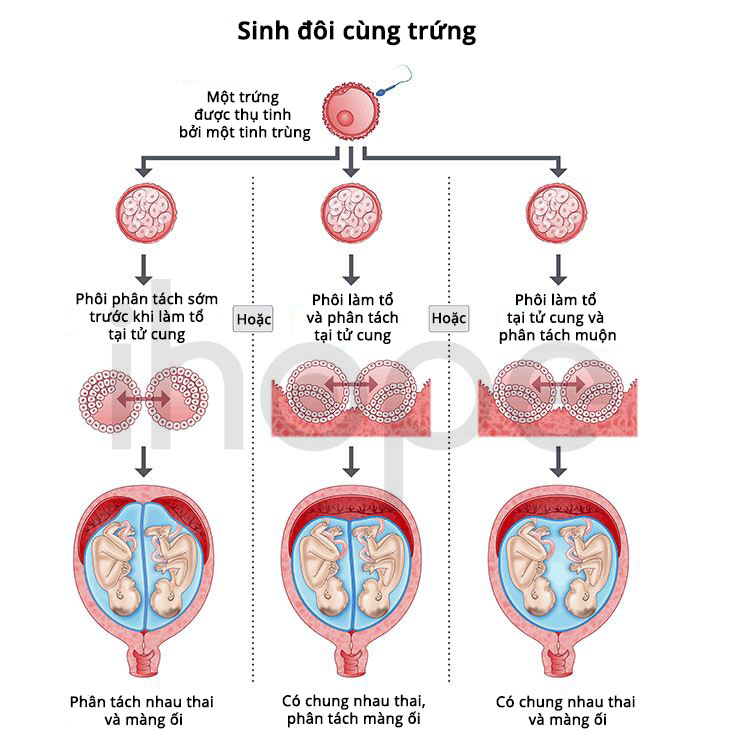 Sinh đôi cùng trứng
Một trứng
được thụ tinh
bởi một tinh trùng
Phôi phân tách sớm
trước khi làm tổ
tại tử cung
Hoặc
Phôi làm tổ
và phân tách
tại tử cung
Hoặc
Phôi làm tổ
tại tử cung và
phân tách muộn
ihope
Phân tách nhau thai
và màng ối
Có chung nhau thai,
phân tách màng ối
Có chung nhau thai
và màng ối